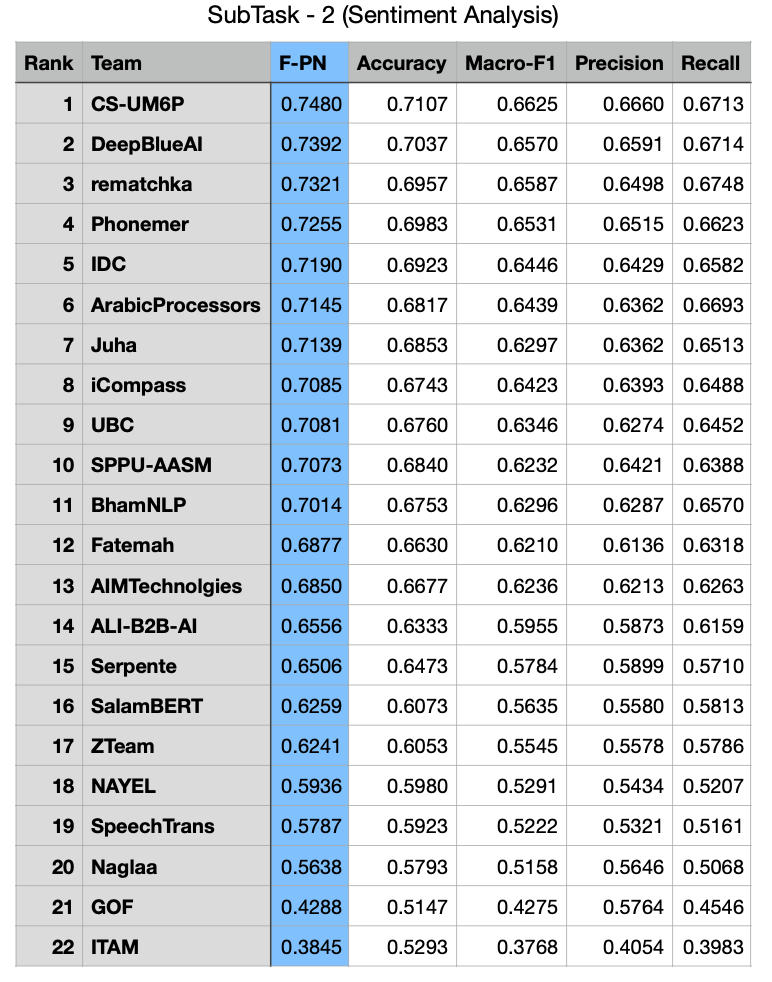 SubTask - 2 (Sentiment Analysis)
Rank Team F-PN Accuracy Macro-F1 Precision Recall
1 CS-UM6P 0.7480 0.7107 0.6625 0.6660 0.6713
2 DeepBlueAI 0.7392 0.7037 0.6570 0.6591 0.6714
3 rematchka 0.7321 0.6957 0.6587 0.6498 0.6748
4 Phonemer 0.7255 0.6983 0.6531 0.6515 0.6623
5 IDC 0.7190 0.6923 0.6446 0.6429 0.6582
6 ArabicProcessors 0.7145 0.6817 0.6439 0.6362 0.6693
7 Juha 0.7139 0.6853 0.6297 0.6362 0.6513
8 iCompass 0.7085 0.6743 0.6423 0.6393 0.6488
9 UBC 0.7081 0.6760 0.6346 0.6274 0.6452
10 SPPU-AASM 0.7073 0.6840 0.6232 0.6421 0.6388
11 BhamNLP 0.7014 0.6753 0.6296 0.6287 0.6570
12 Fatemah 0.6877 0.6630 0.6210 0.6136 0.6318
13 AIMTechnolgies 0.6850 0.6677 0.6236 0.6213 0.6263
14 ALI-B2B-AI 0.6556 0.6333 0.5955 0.5873 0.6159
15 Serpente 0.6506 0.6473 0.5784 0.5899 0.5710
16 SalamBERT 0.6259 0.6073 0.5635 0.5580 0.5813
17 ZTeam 0.6241 0.6053 0.5545 0.5578 0.5786
18 NAYEL 0.5936 0.5980 0.5291 0.5434 0.5207
19 SpeechTrans 0.5787 0.5923 0.5222 0.5321 0.5161
20 Naglaa 0.5638 0.5793 0.5158 0.5646 0.5068
21 GOF 0.4288 0.5147 0.4275 0.5764 0.4546
22 ITAM 0.3845 0.5293 0.3768 0.4054 0.3983